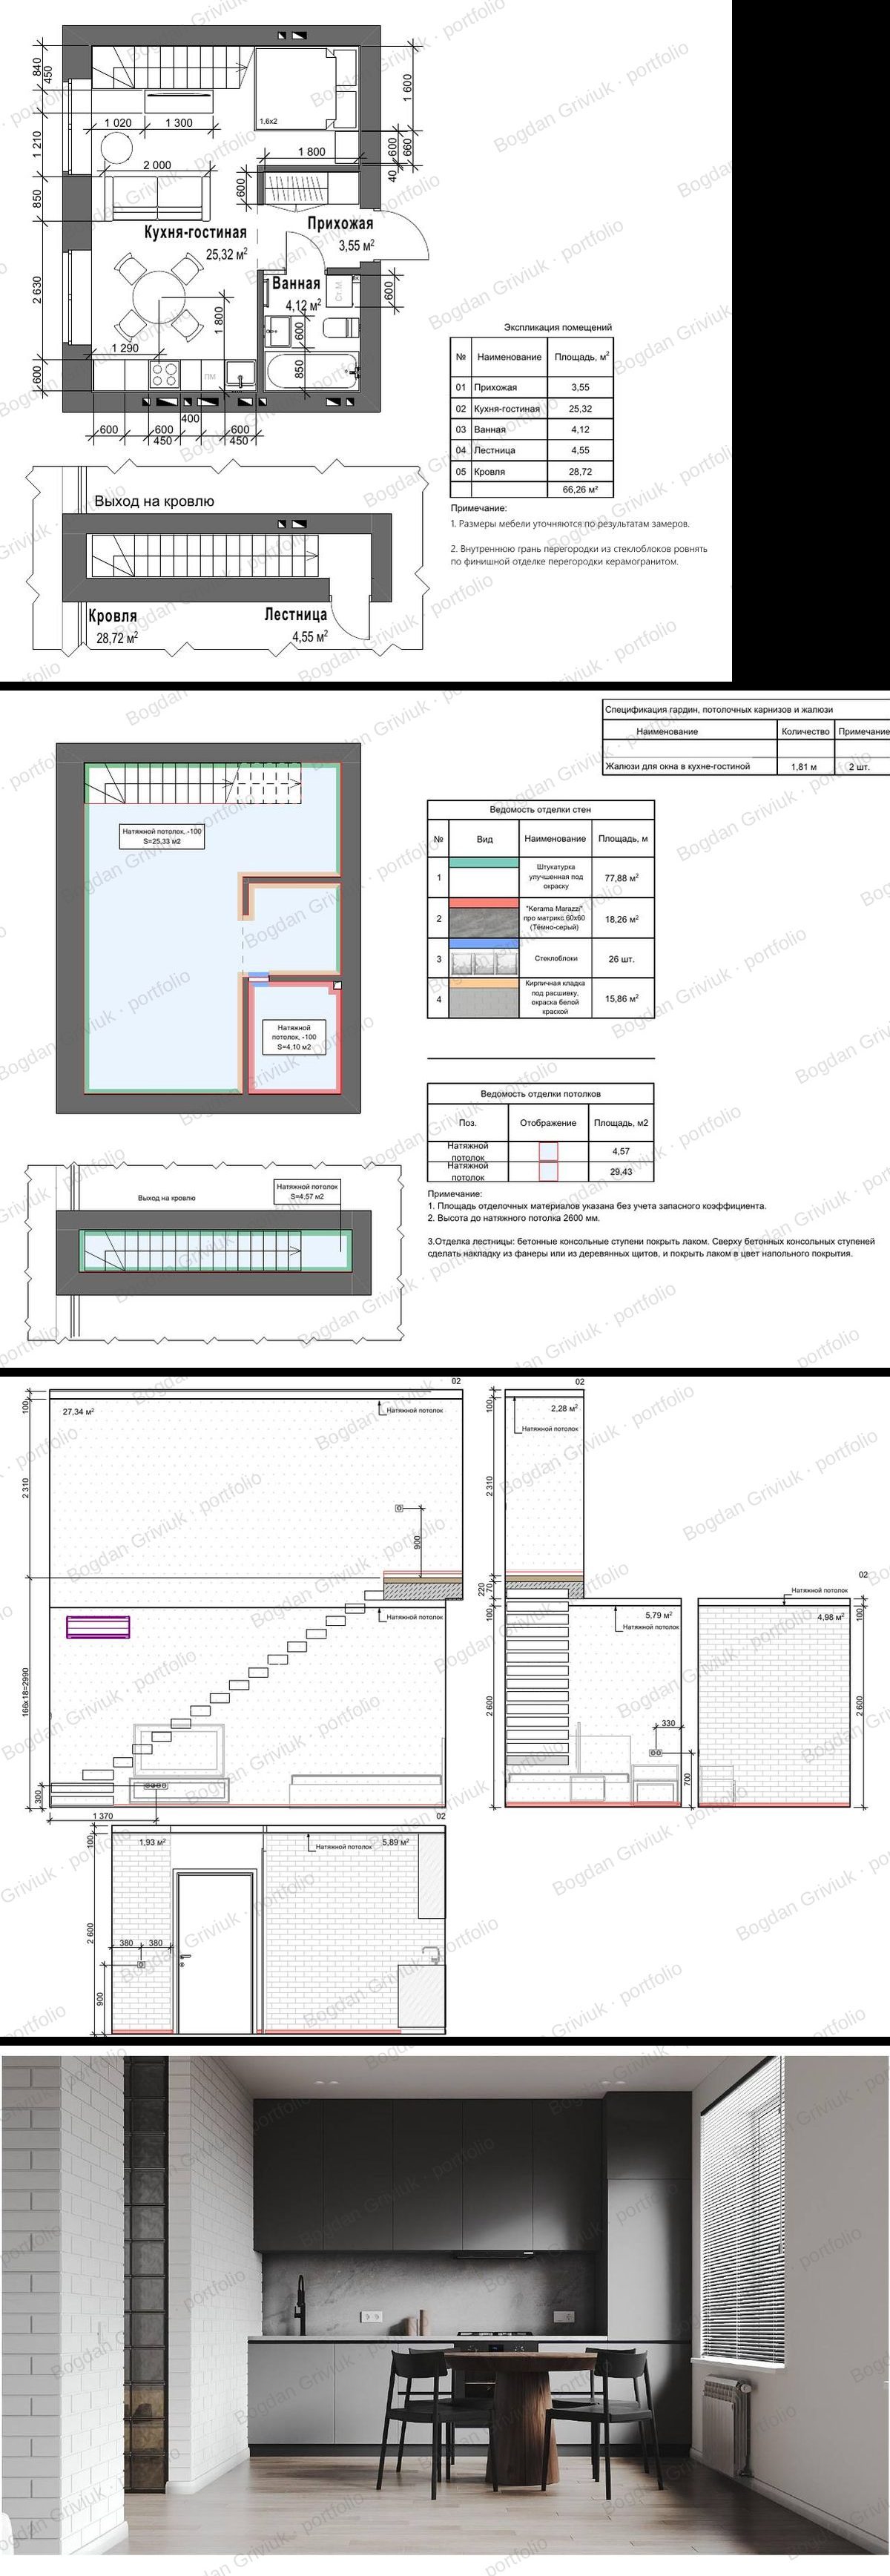 840
450
1 210
850
2 630
600
1 020
1 300
2 000
1,6x2
1 800
600
1 600
600
660
40
Кухня-гостиная
25,32 м²
Прихожая
3,55 м²
Ванная
4,12 м²
Ст.М.
600
600
850
1 800
1 290
ПМ
400
600
600
600
450
450
Выход на кровлю
Кровля
28,72 м²
Лестница
4,55 м²
Экспликация помещений
№ Наименование Площадь, м²
01 Прихожая 3,55
02 Кухня-гостиная 25,32
03 Ванная 4,12
04 Лестница 4,55
05 Кровля 28,72
66,26 м²
Примечание:
1. Размеры мебели уточняются по результатам замеров.
2. Внутреннюю грань перегородки из стеклоблоков ровнять
по финишной отделке перегородки керамогранитом.
Спецификация гардин, потолочных карнизов и жалюзи
Наименование Количество Примечание
Жалюзи для окна в кухне-гостиной 1,81 м 2 шт.
Натяжной потолок, -100
S=25,33 м2
Натяжной
потолок, -100
S=4,10 м2
Ведомость отделки стен
№ Вид Наименование Площадь, м
1 Штукатурка
улучшенная под
окраску
77,88 м²
2 "Kerama Marazzi"
про матрикс 60x60
(Тёмно-серый)
18,26 м²
3 Стеклоблоки 26 шт.
4 Кирпичная кладка
под расшивку,
окраска белой
краской
15,86 м²
Ведомость отделки потолков
Поз. Отображение Площадь, м2
Натяжной
потолок
4,57
Натяжной
потолок
29,43
Примечание:
1. Площадь отделочных материалов указана без учета запасного коэффициента.
2. Высота до натяжного потолка 2600 мм.
3.Отделка лестницы: бетонные консольные ступени покрыть лаком. Сверху бетонных консольных ступеней
сделать накладку из фанеры или из деревянных щитов, и покрыть лаком в цвет напольного покрытия.
Выход на кровлю
Натяжной потолок
S=4,57 м2
02
100
27,34 м²
Натяжной потолок
2 310
900
Натяжной потолок
166x18=2990
300
1 370
02
100
2,28 м²
Натяжной потолок
2 310
220
70
100
5,79 м²
Натяжной потолок
2 600
330
700
02
Натяжной потолок
4,98 м²
100
2 600
02
100
1,93 м²
Натяжной потолок
5,89 м²
2 600
380
380
900
Bogdan Griviuk · portfolio